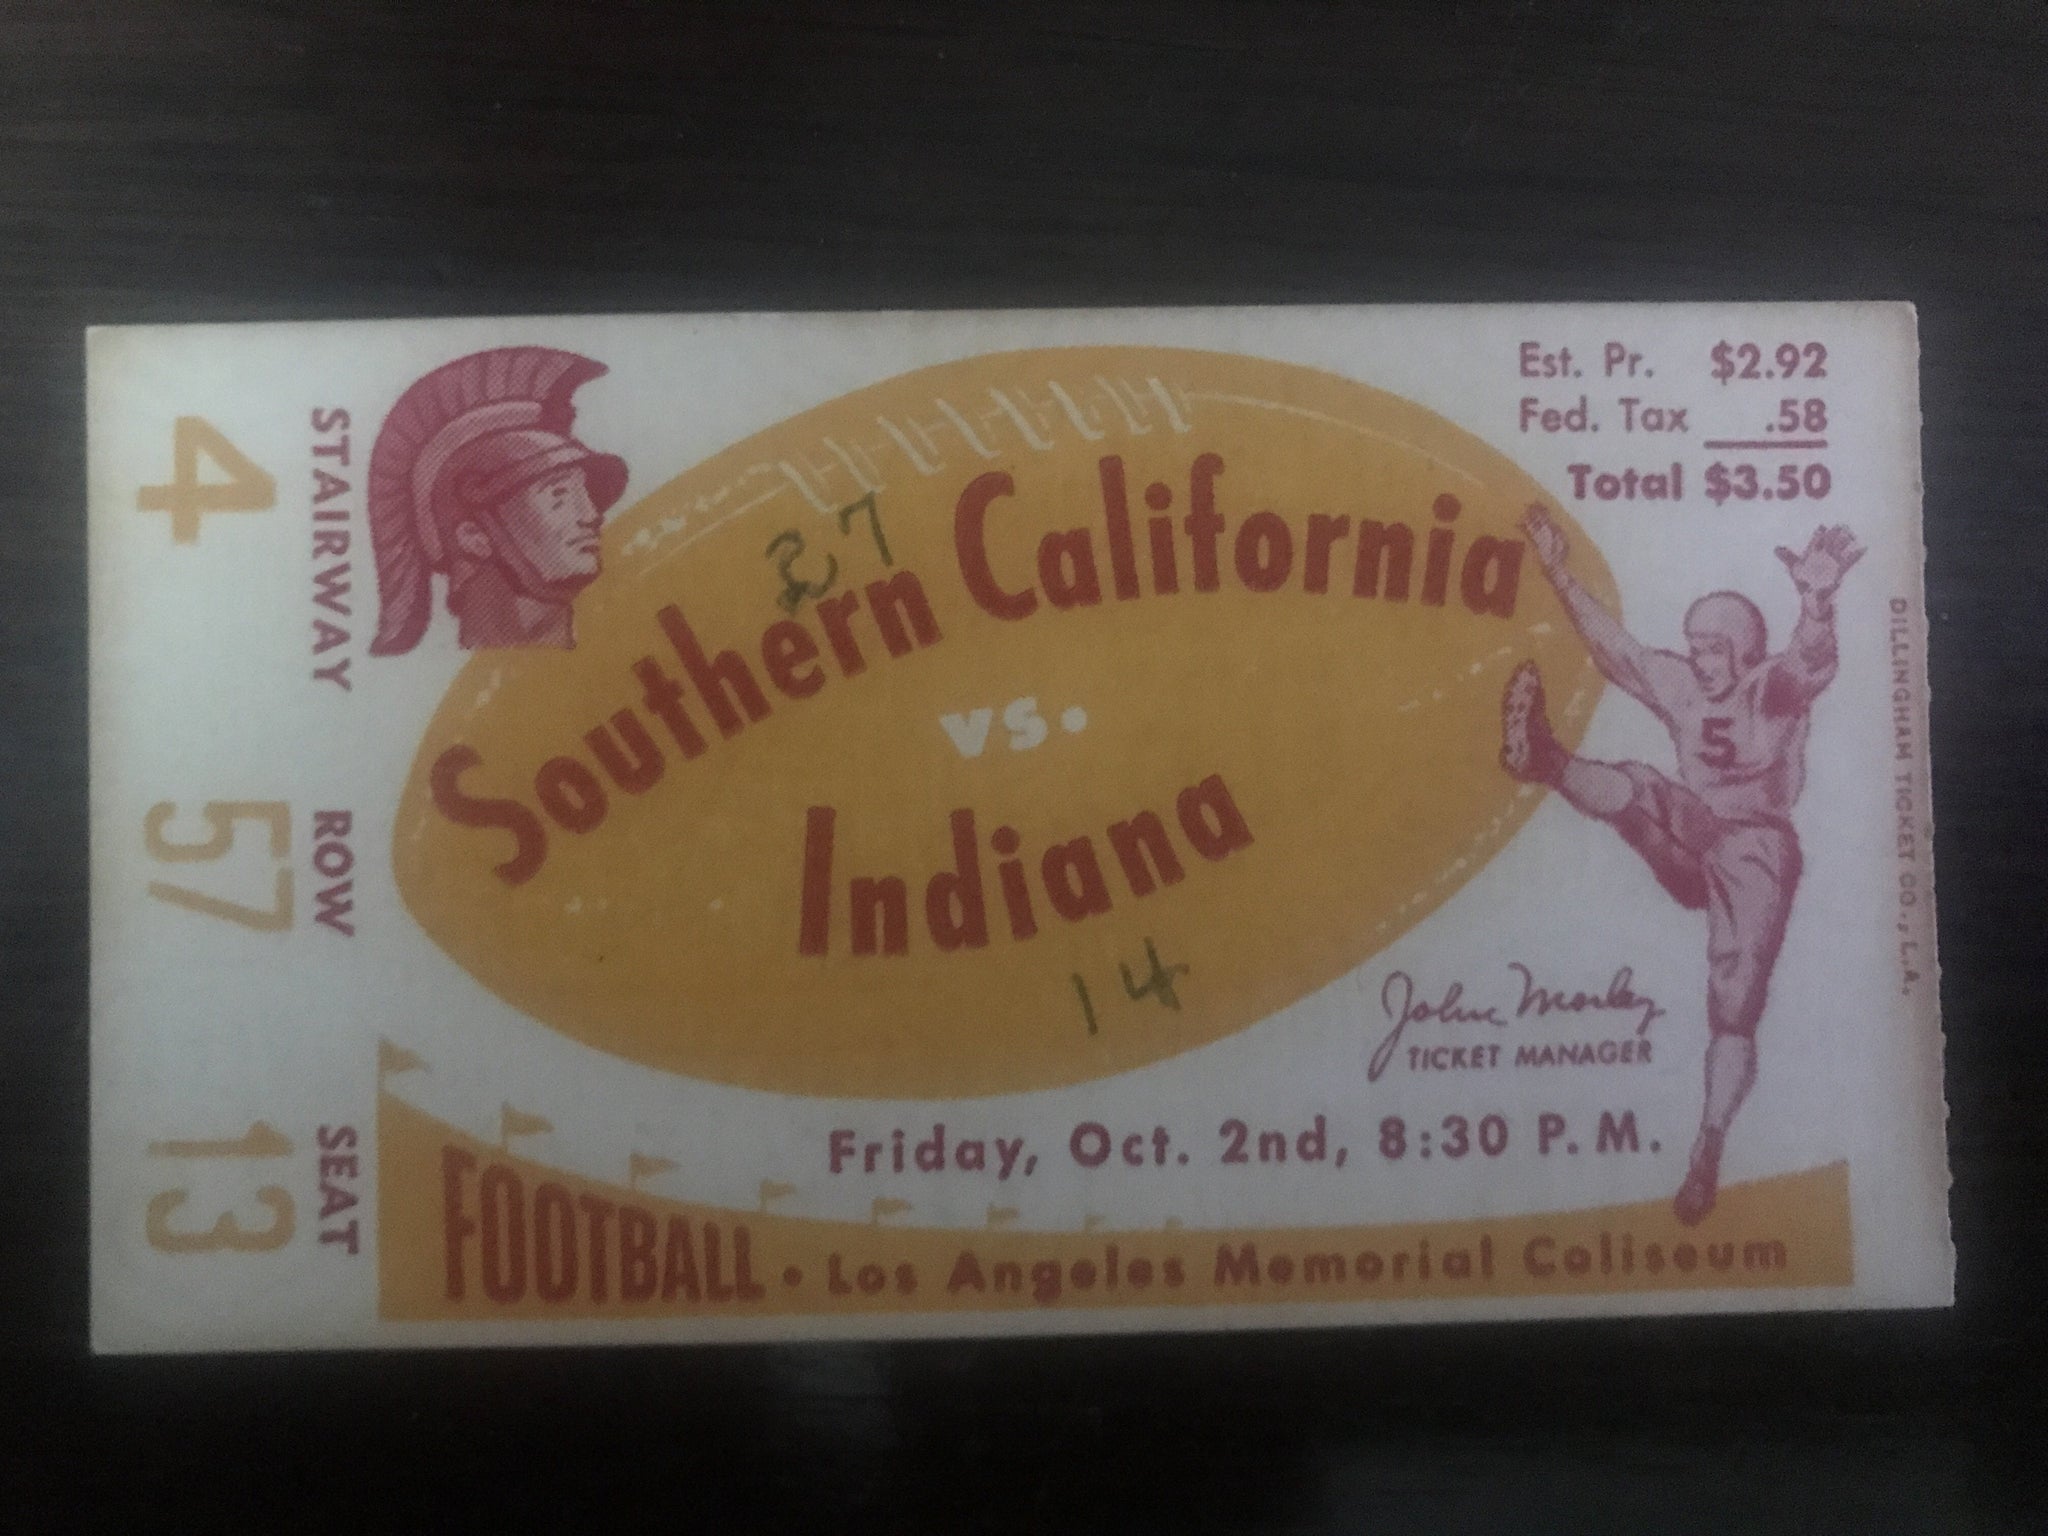 STAIRWAY 4
ROW 57
SEAT 13
Est. Pr. $2.92
Fed. Tax .58
Total $3.50
27
Southern California
vs.
Indiana
14
5
John Morley
TICKET MANAGER
Friday, Oct. 2nd, 8:30 P. M.
FOOTBALL • Los Angeles Memorial Coliseum
DILLINGHAM TICKET CO., L.A.